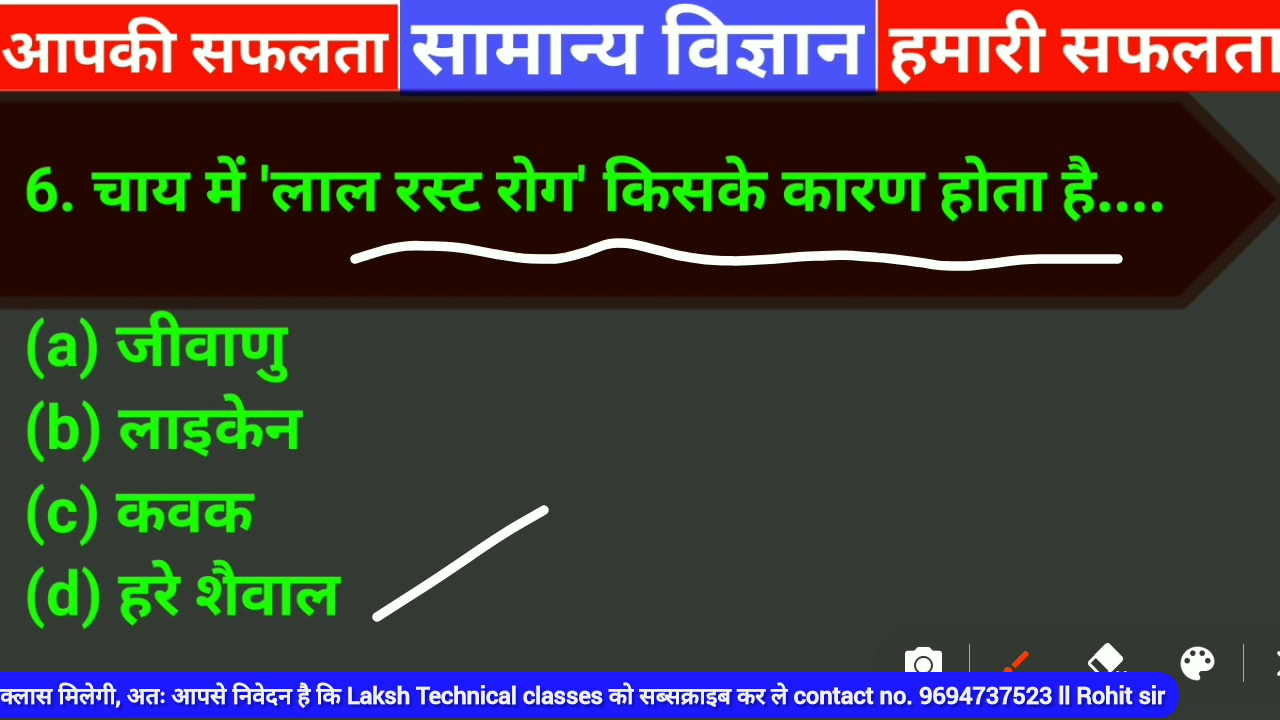 आपकी सफलता सामान्य विज्ञान हमारी सफलता
6. चाय में 'लाल रस्ट रोग' किसके कारण होता है....
(a) जीवाणु
(b) लाइकेन
(c) कवक
(d) हरे शैवाल
क्लास मिलेगी, अतः आपसे निवेदन है कि Laksh Technical classes को सब्सक्राइब कर ले contact no. 9694737523 ll Rohit sir